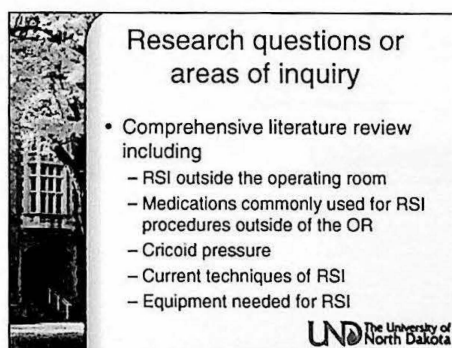 Research questions or
areas of inquiry
• Comprehensive literature review
including
– RSI outside the operating room
– Medications commonly used for RSI
procedures outside of the OR
– Cricoid pressure
– Current techniques of RSI
– Equipment needed for RSI
UND The University of
North Dakota